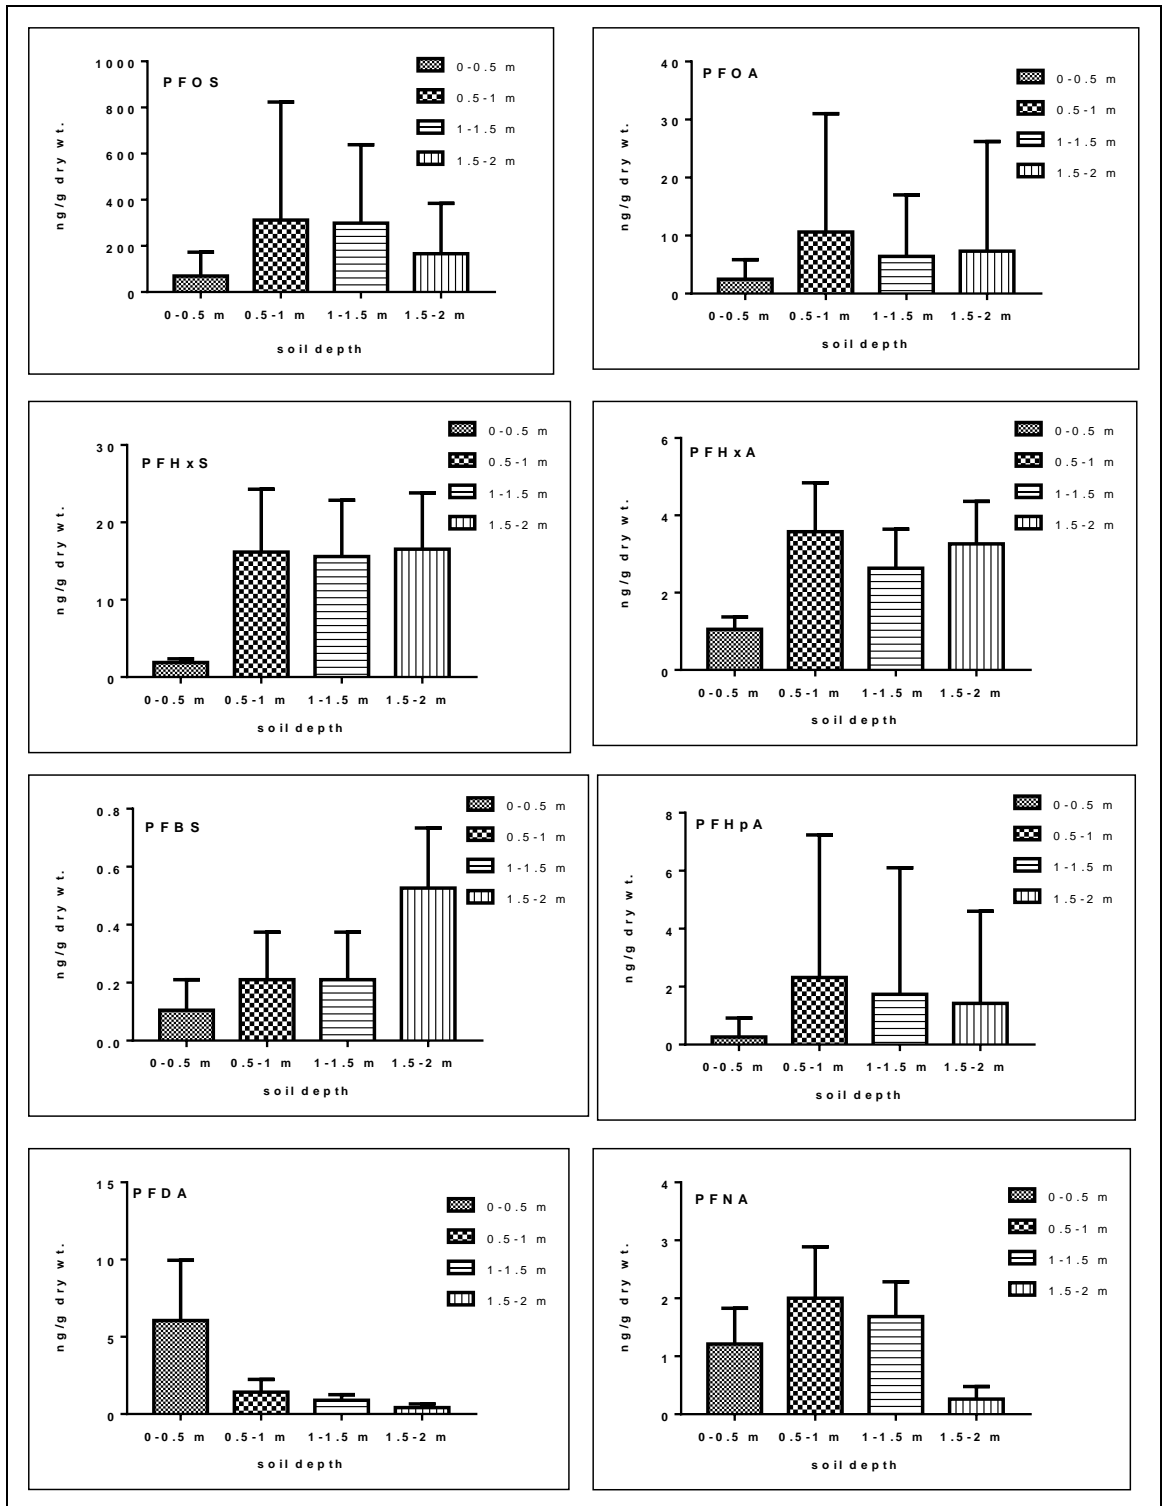 PFOS
1000
800
600
400
200
0
ng/g dry wt.
0-0.5 m
0.5-1 m
1-1.5 m
1.5-2 m
0-0.5 m 0.5-1 m 1-1.5 m 1.5-2 m
soil depth
PFOA
40
30
20
10
0
ng/g dry wt.
0-0.5 m
0.5-1 m
1-1.5 m
1.5-2 m
0-0.5 m 0.5-1 m 1-1.5 m 1.5-2 m
soil depth
PFHxS
30
20
10
0
ng/g dry wt.
0-0.5 m
0.5-1 m
1-1.5 m
1.5-2 m
0-0.5 m 0.5-1 m 1-1.5 m 1.5-2 m
soil depth
PFHxA
6
4
2
0
ng/g dry wt.
0-0.5 m
0.5-1 m
1-1.5 m
1.5-2 m
0-0.5 m 0.5-1 m 1-1.5 m 1.5-2 m
soil depth
PFBS
0.8
0.6
0.4
0.2
0.0
ng/g dry wt.
0-0.5 m
0.5-1 m
1-1.5 m
1.5-2 m
0-0.5 m 0.5-1 m 1-1.5 m 1.5-2 m
soil depth
PFHpA
8
6
4
2
0
ng/g dry wt.
0-0.5 m
0.5-1 m
1-1.5 m
1.5-2 m
0-0.5 m 0.5-1 m 1-1.5 m 1.5-2 m
soil depth
PFDA
15
10
5
0
ng/g dry wt.
0-0.5 m
0.5-1 m
1-1.5 m
1.5-2 m
0-0.5 m 0.5-1 m 1-1.5 m 1.5-2 m
soil depth
PFNA
4
3
2
1
0
ng/g dry wt.
0-0.5 m
0.5-1 m
1-1.5 m
1.5-2 m
0-0.5 m 0.5-1 m 1-1.5 m 1.5-2 m
soil depth